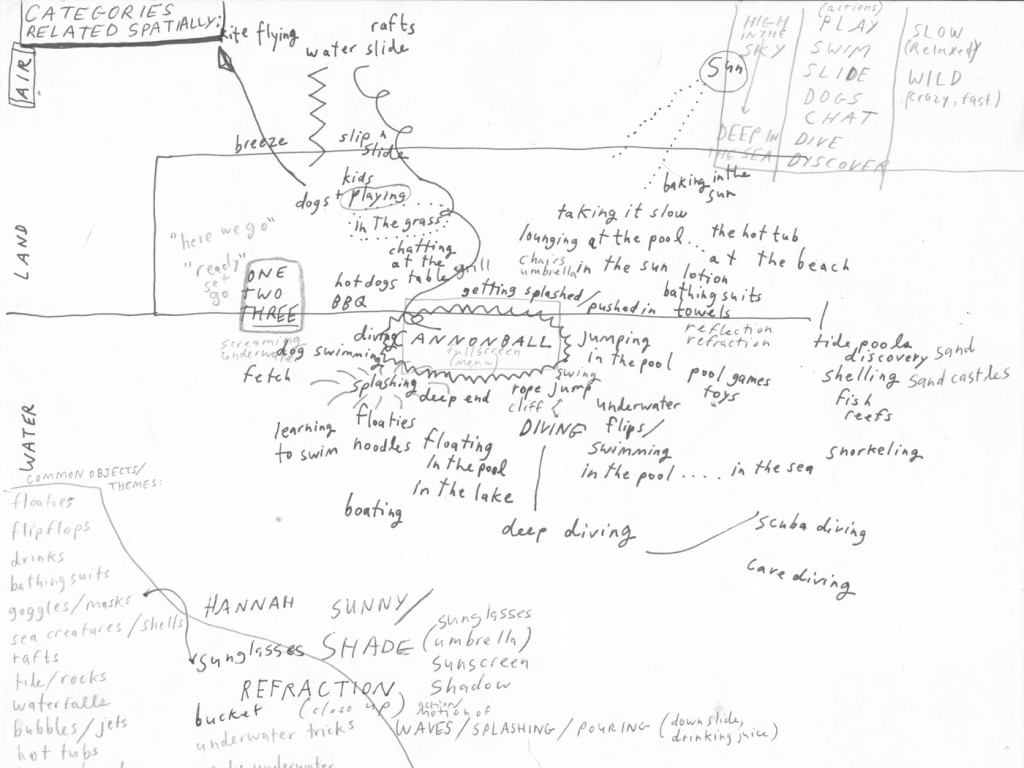 CATEGORIES
RELATED SPATIALLY:
AIR
kite flying
rafts
water slide
breeze
slip n
slide
Sun
HIGH
IN THE
SKY
DEEP IN
THE SEA
(actions)
PLAY
SWIM
SLIDE
DOGS
CHAT
DIVE
DYSCOVER
SLOW
(Relaxed)
WILD
(crazy, fast)
LAND
kids
dogs + playing
in The grass
chatting
at the
table grill
hot dogs
BBQ
"here we go"
"ready"
set
go
ONE
TWO
THREE
baking in the
sun
taking it slow
lounging at the pool... the hot tub
at the beach
chairs
umbrella in the sun
lotion
bathing suits
getting splashed/pushed in towels
reflection
refraction
WATER
screaming
underwater
dog swimming
fetch
diving
CANNONBALL
fullscreen
(menu)
splashing
deep end
jumping
in the pool
swing
rope jump
cliff
DIVING
underwater
flips/
swimming
in the pool .... in the sea
pool games
toys
tide pools
discovery sand
shelling sand castles
fish
reefs
snorkeling
learning
to swim
floaties
noodles
floating
in the pool
in the lake
boating
deep diving
scuba diving
cave diving
COMMON OBJECTS/
THEMES:
floaties
flipflops
drinks
bathing suits
goggles/masks
sea creatures/shells
rafts
tide/rocks
waterfalls
bubbles/jets
hot tubs
HANNAH
sunglasses
SUNNY/
SHADE (umbrella)
sunglasses
sunscreen
shadow
REFRACTION
(close up)
bucket
underwater tricks
action/
motion of
WAVES/SPLASHING/POURING (down slide,
drinking juice)
underwater